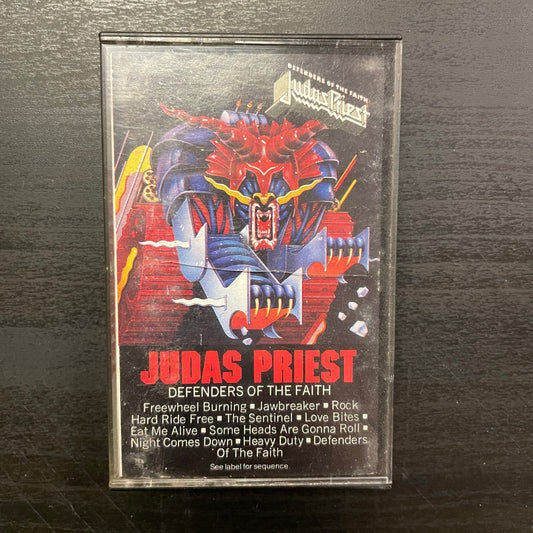 DEFENDERS OF THE FAITH
Judas Priest
JUDAS PRIEST
DEFENDERS OF THE FAITH
Freewheel Burning ■ Jawbreaker ■ Rock
Hard Ride Free ■ The Sentinel ■ Love Bites ■
Eat Me Alive ■ Some Heads Are Gonna Roll ■
Night Comes Down ■ Heavy Duty ■ Defenders
Of The Faith
See label for sequence.